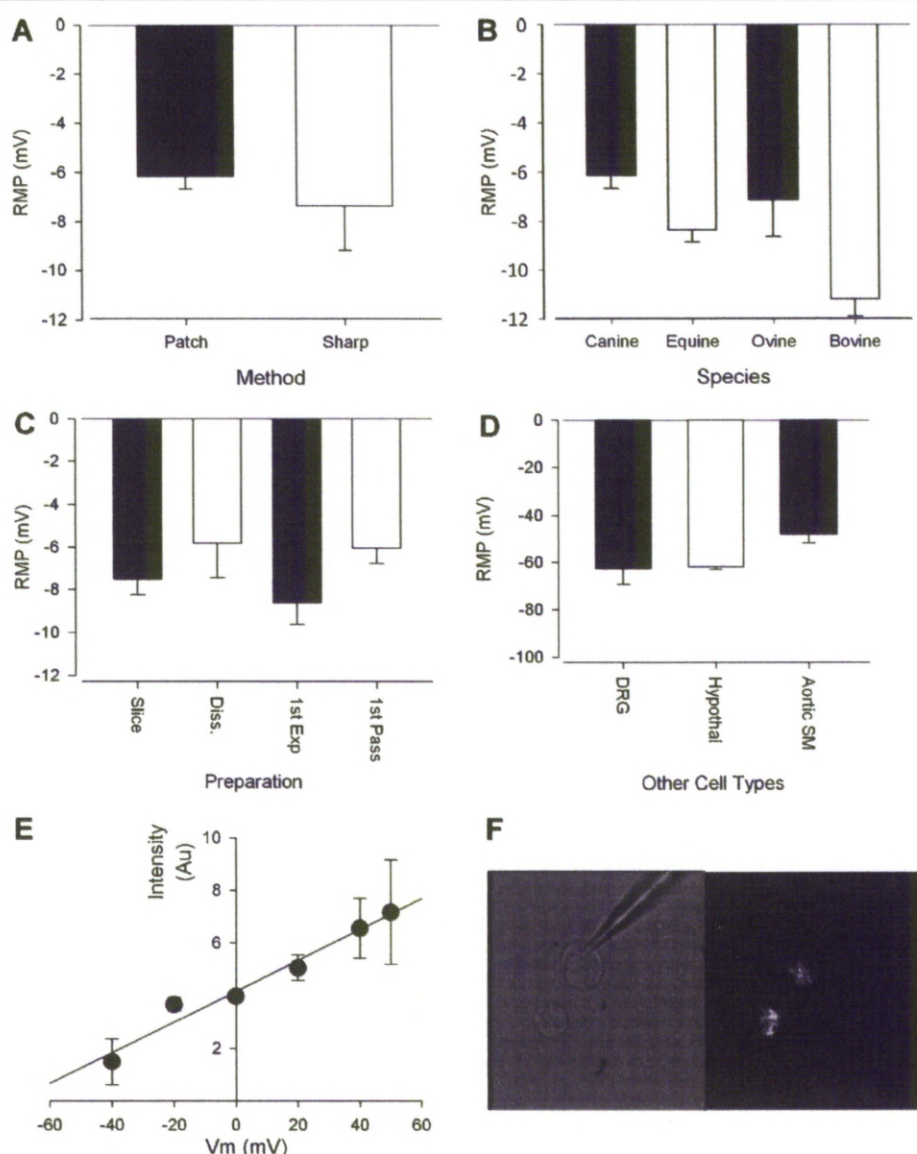 A
0
-2
-4
-6
-8
-10
-12
RMP (mV)
Patch Sharp
Method
B
0
-2
-4
-6
-8
-10
-12
RMP (mV)
Canine Equine Ovine Bovine
Species
C
0
-2
-4
-6
-8
-10
-12
RMP (mV)
Slice
Diss.
1st Exp
1st Pass
Preparation
D
0
-20
-40
-60
-80
-100
RMP (mV)
DRG
Hypothal
Aortic SM
Other Cell Types
E
Intensity
(Au)
10
8
6
2
-60 -40 -20 0 20 40 60
Vm (mV)
F